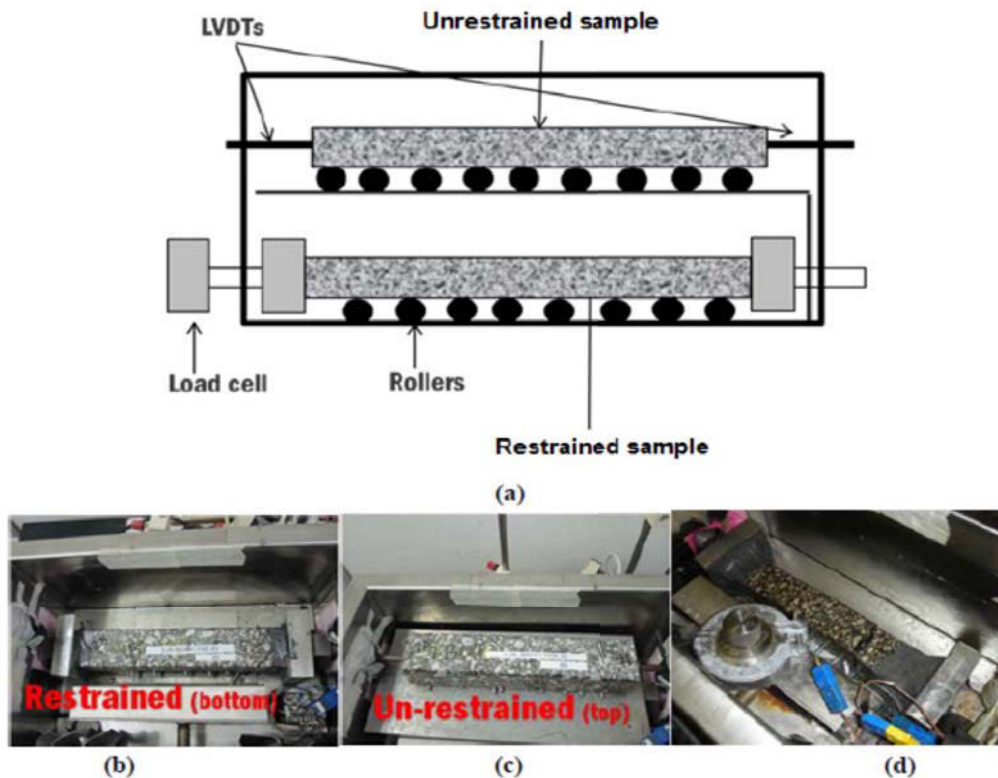 LVDTs
Unrestrained sample
Load cell
Rollers
Restrained sample
(a)
Restrained (bottom)
Un-restrained (top)
(b)
(c)
(d)